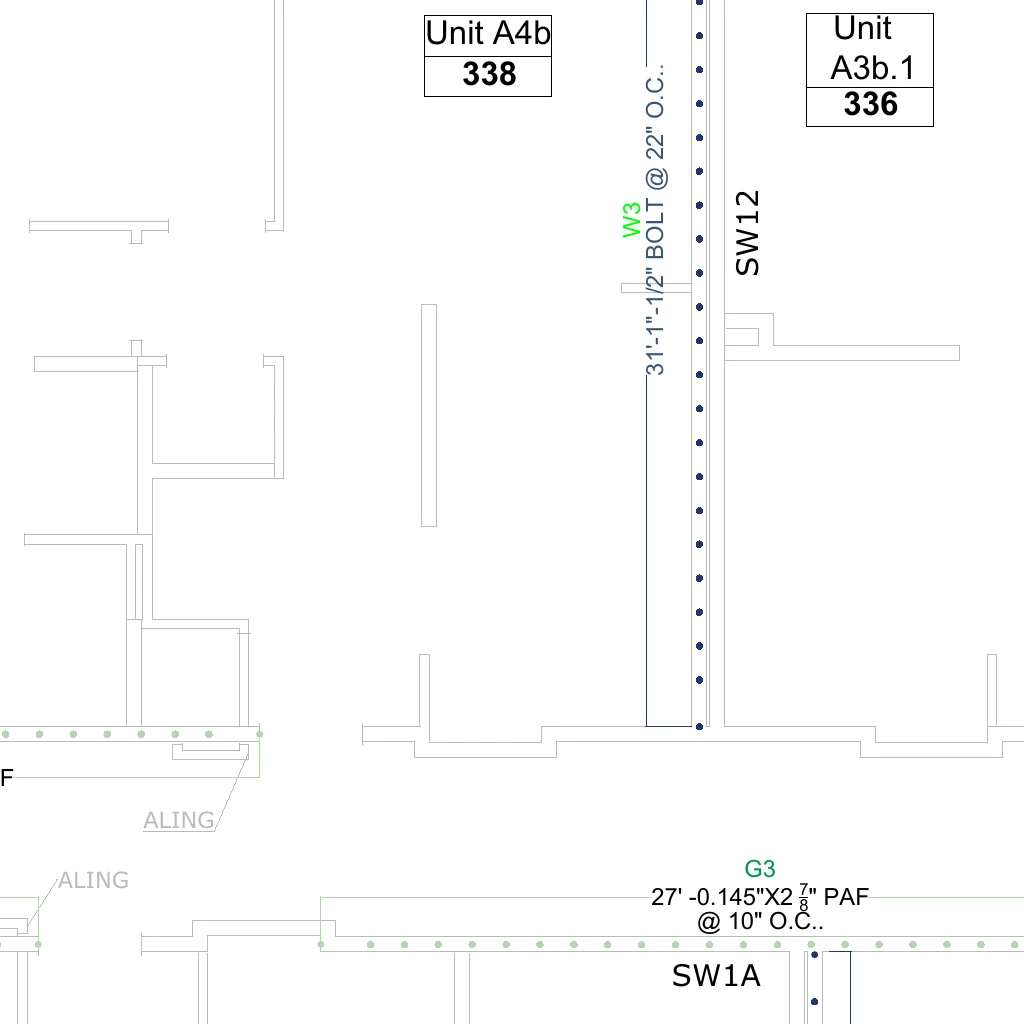 Unit A4b
338
Unit
A3b.1
336
W3
31'-1"-1/2" BOLT @ 22" O.C..
SW12
F
ALING
ALING
G3
27' -0.145"X2 7/8" PAF
@ 10" O.C..
SW1A